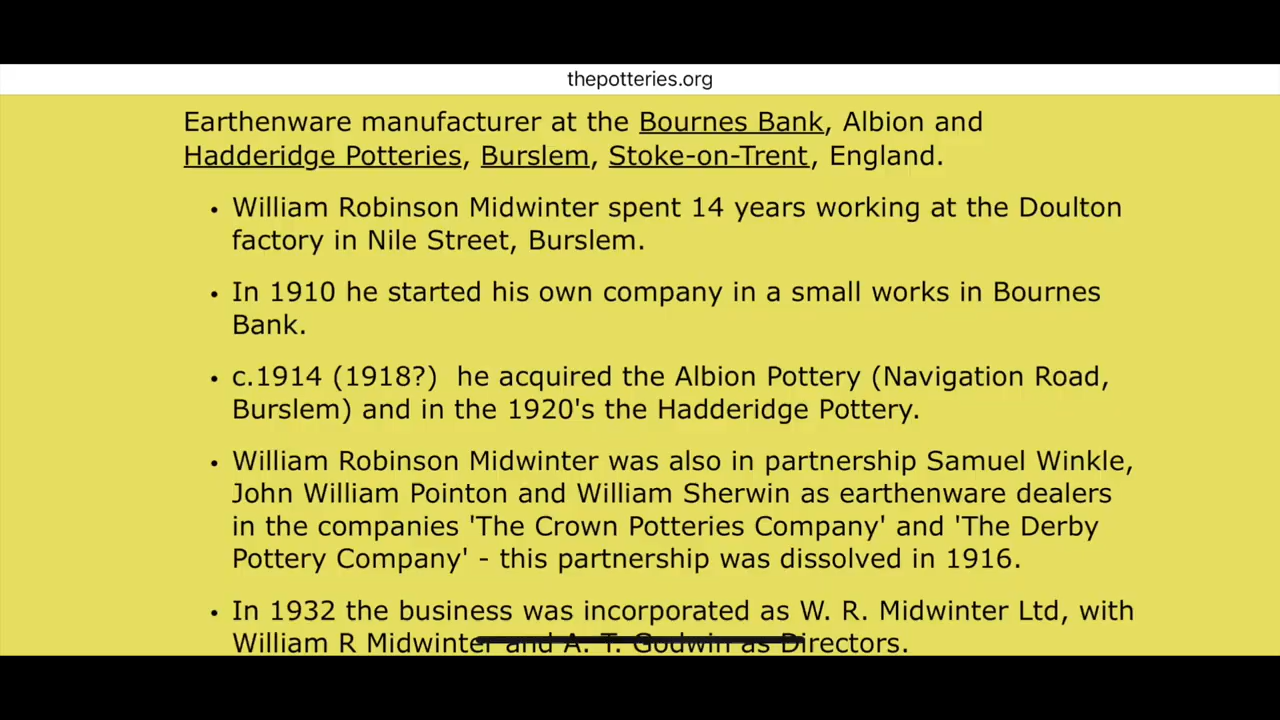 thepotteries.org
Earthenware manufacturer at the Bournes Bank, Albion and
Hadderidge Potteries, Burslem, Stoke-on-Trent, England.
• William Robinson Midwinter spent 14 years working at the Doulton
factory in Nile Street, Burslem.
• In 1910 he started his own company in a small works in Bournes
Bank.
• c.1914 (1918?)  he acquired the Albion Pottery (Navigation Road,
Burslem) and in the 1920's the Hadderidge Pottery.
• William Robinson Midwinter was also in partnership Samuel Winkle,
John William Pointon and William Sherwin as earthenware dealers
in the companies 'The Crown Potteries Company' and 'The Derby
Pottery Company' - this partnership was dissolved in 1916.
• In 1932 the business was incorporated as W. R. Midwinter Ltd, with
William R Midwinter and A. T. Godwin as Directors.